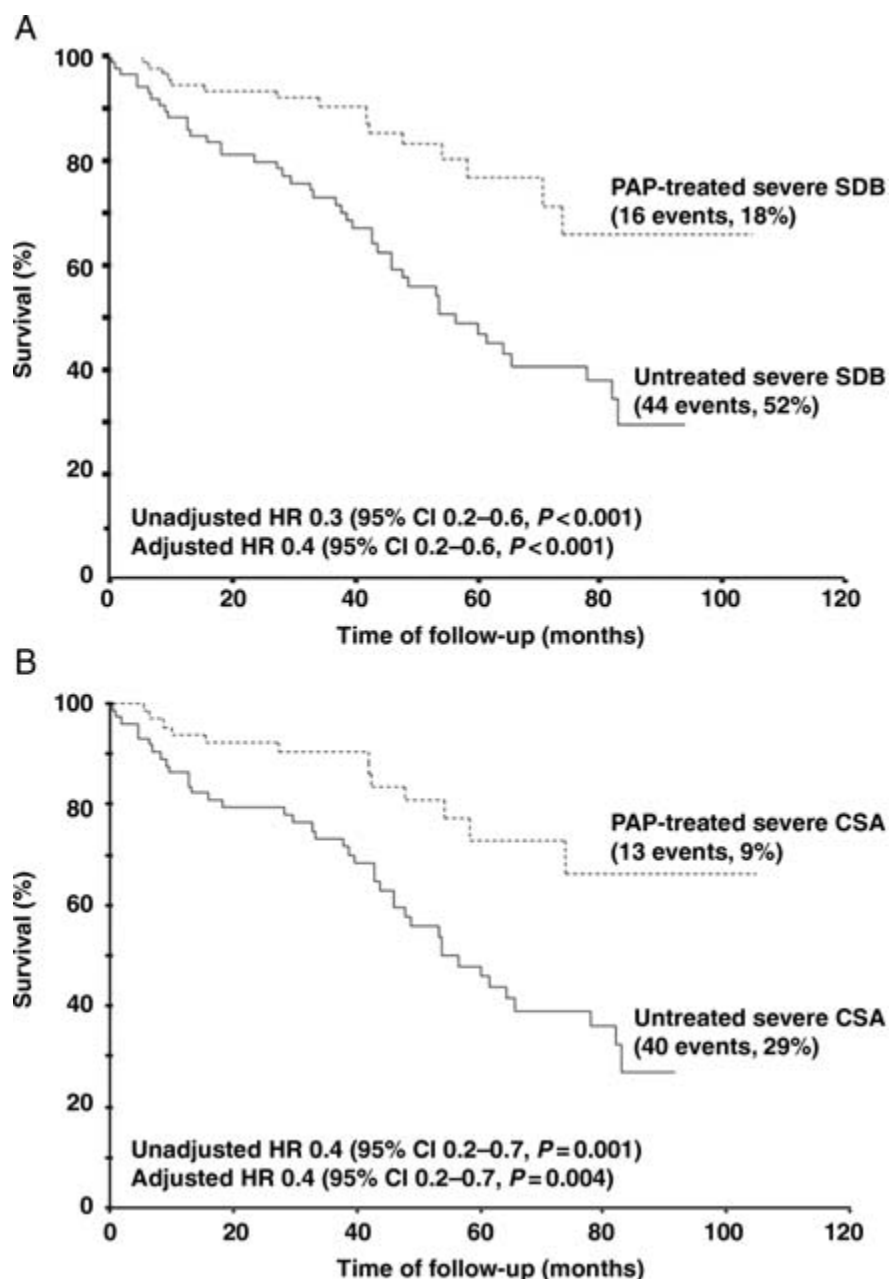 A
100
80
60
40
20
0
Survival (%)
PAP-treated severe SDB
(16 events, 18%)
Untreated severe SDB
(44 events, 52%)
Unadjusted HR 0.3 (95% CI 0.2–0.6, P < 0.001)
Adjusted HR 0.4 (95% CI 0.2–0.6, P < 0.001)
0 20 40 60 80 100 120
Time of follow-up (months)
B
100
80
60
40
20
0
Survival (%)
PAP-treated severe CSA
(13 events, 9%)
Untreated severe CSA
(40 events, 29%)
Unadjusted HR 0.4 (95% CI 0.2–0.7, P = 0.001)
Adjusted HR 0.4 (95% CI 0.2–0.7, P = 0.004)
0 20 40 60 80 100 120
Time of follow-up (months)